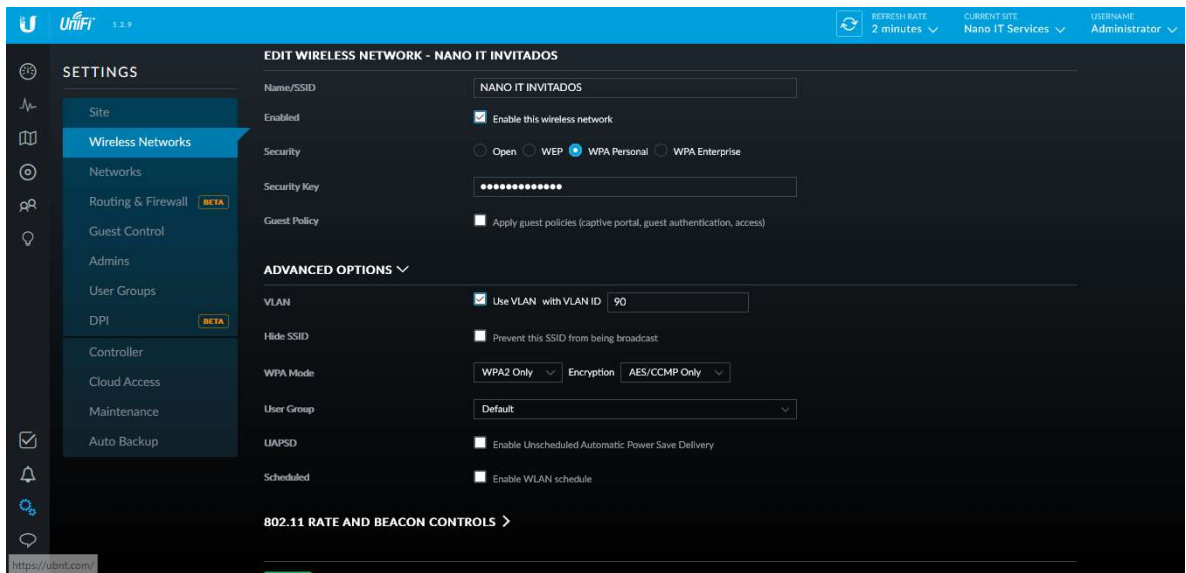 U UniFi 5.2.9 REFRESH RATE CURRENT SITE USERNAME
2 minutes Nano IT Services Administrator
SETTINGS
Site
Wireless Networks
Networks
Routing & Firewall BETA
Guest Control
Admins
User Groups
DPI BETA
Controller
Cloud Access
Maintenance
Auto Backup
EDIT WIRELESS NETWORK - NANO IT INVITADOS
Name/SSID NANO IT INVITADOS
Enabled Enable this wireless network
Security Open WEP WPA Personal WPA Enterprise
Security Key •••••••••••••
Guest Policy Apply guest policies (captive portal, guest authentication, access)
ADVANCED OPTIONS
VLAN Use VLAN with VLAN ID 90
Hide SSID Prevent this SSID from being broadcast
WPA Mode WPA2 Only Encryption AES/CCMP Only
User Group Default
UAPSD Enable Unscheduled Automatic Power Save Delivery
Scheduled Enable WLAN schedule
802.11 RATE AND BEACON CONTROLS
https://ubnt.com/